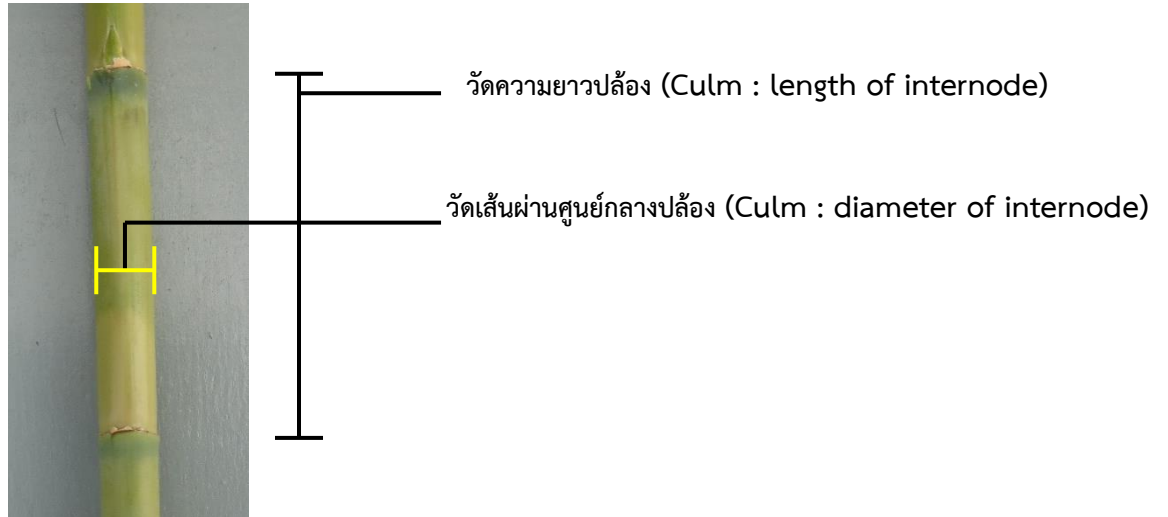 วัดความยาวปล้อง (Culm : length of internode)
วัดเส้นผ่านศูนย์กลางปล้อง (Culm : diameter of internode)